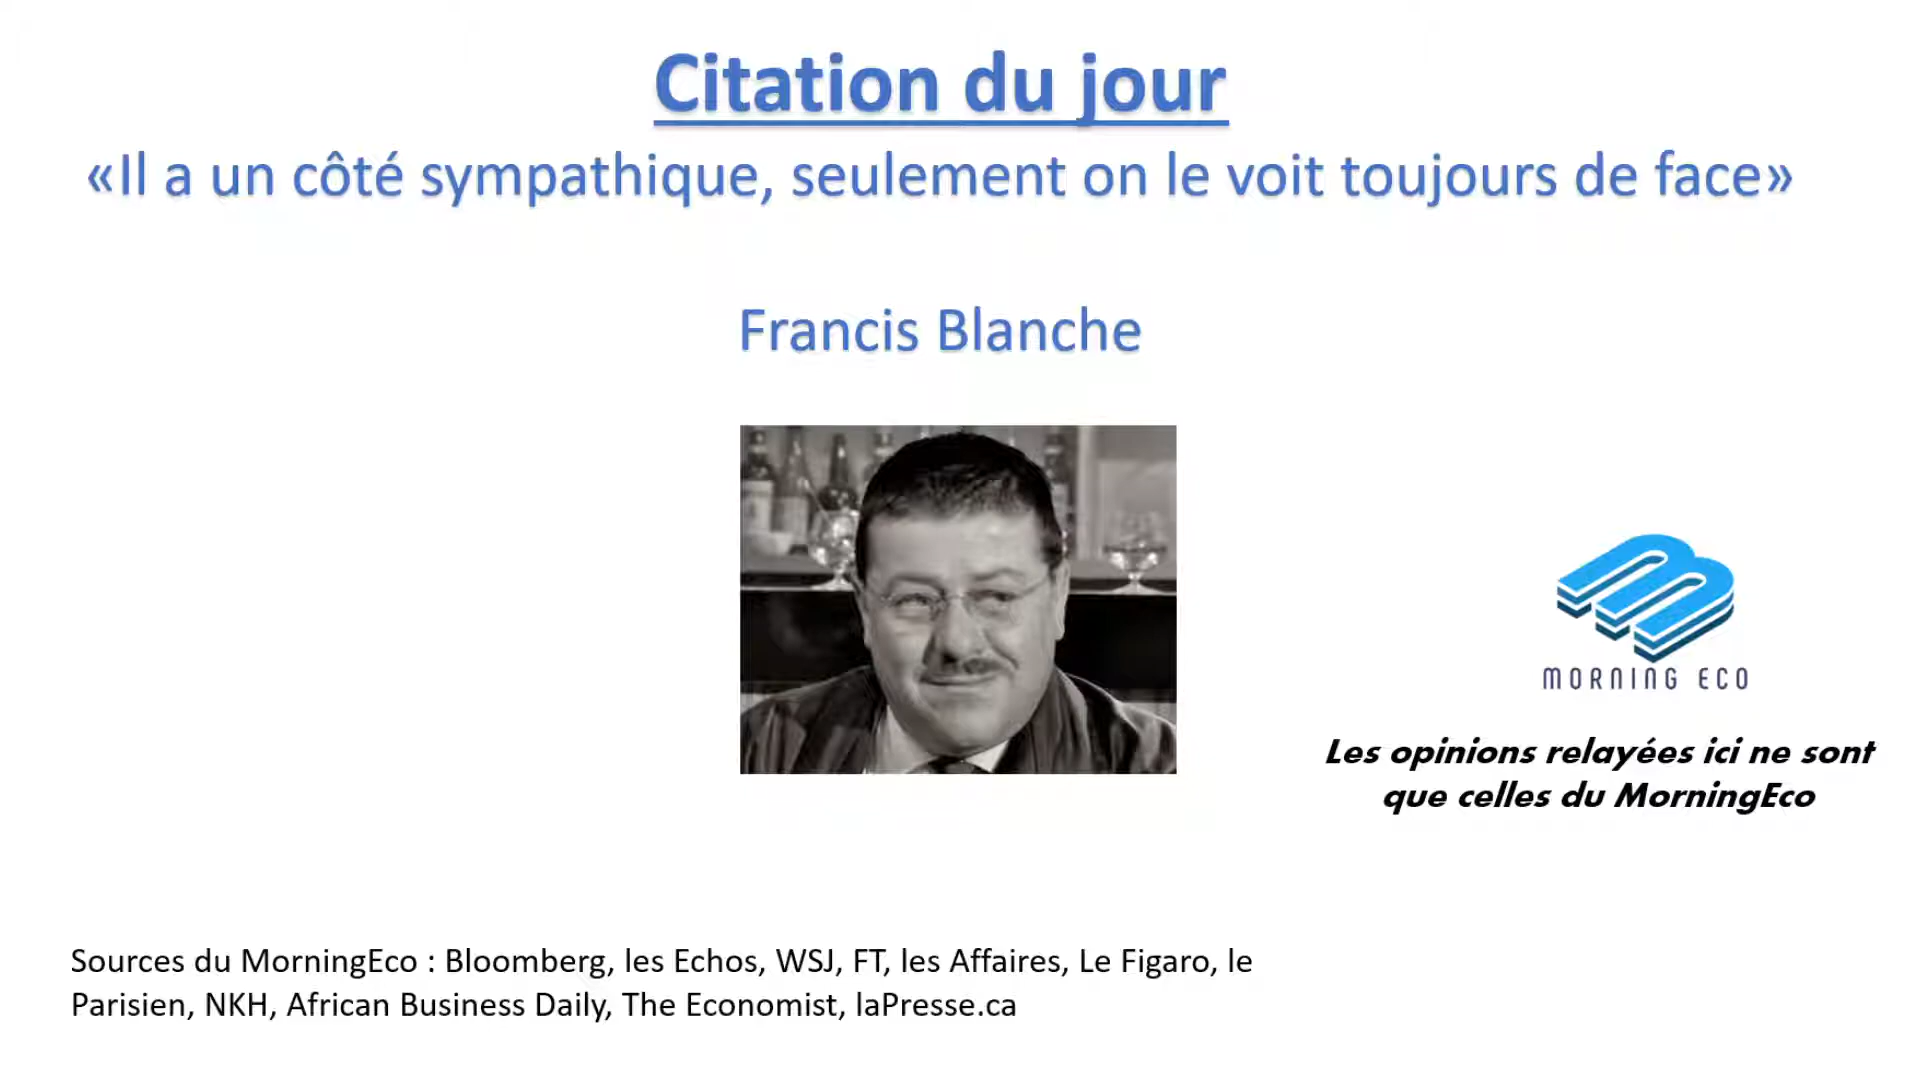 Citation du jour
«Il a un côté sympathique, seulement on le voit toujours de face»
Francis Blanche
MORNING ECO
Les opinions relayées ici ne sont
que celles du MorningEco
Sources du MorningEco : Bloomberg, les Echos, WSJ, FT, les Affaires, Le Figaro, le
Parisien, NKH, African Business Daily, The Economist, laPresse.ca